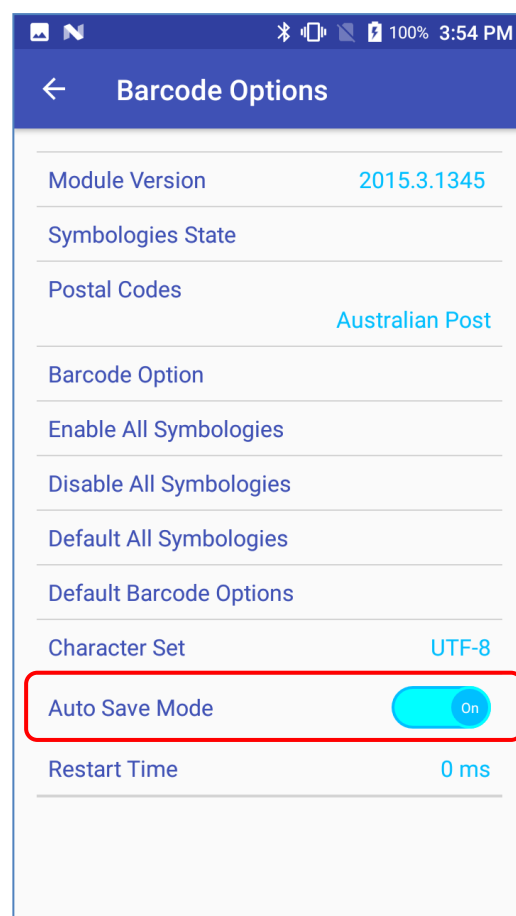 100% 3:54 PM
Barcode Options
Module Version 2015.3.1345
Symbologies State
Postal Codes
Australian Post
Barcode Option
Enable All Symbologies
Disable All Symbologies
Default All Symbologies
Default Barcode Options
Character Set UTF-8
Auto Save Mode On
Restart Time 0 ms